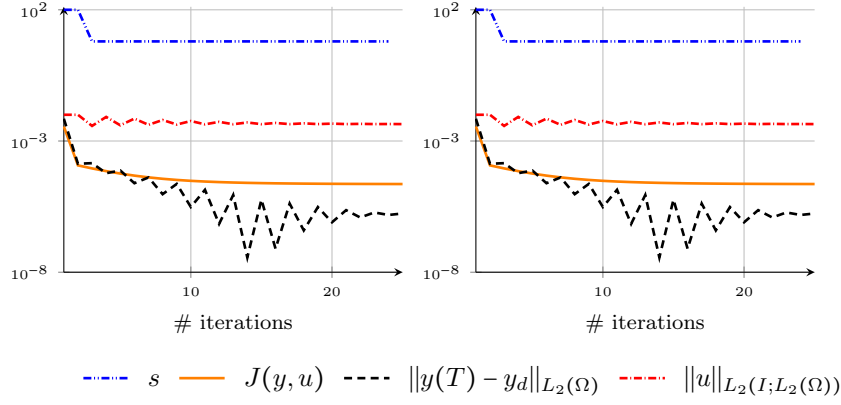 10^2 10^2
10^−3 10^−3
10^−8 10^−8
10 20 10 20
# iterations # iterations
s J(y, u) ||y(T) − y_d||_{L_2(Ω)} ||u||_{L_2(I;L_2(Ω))}